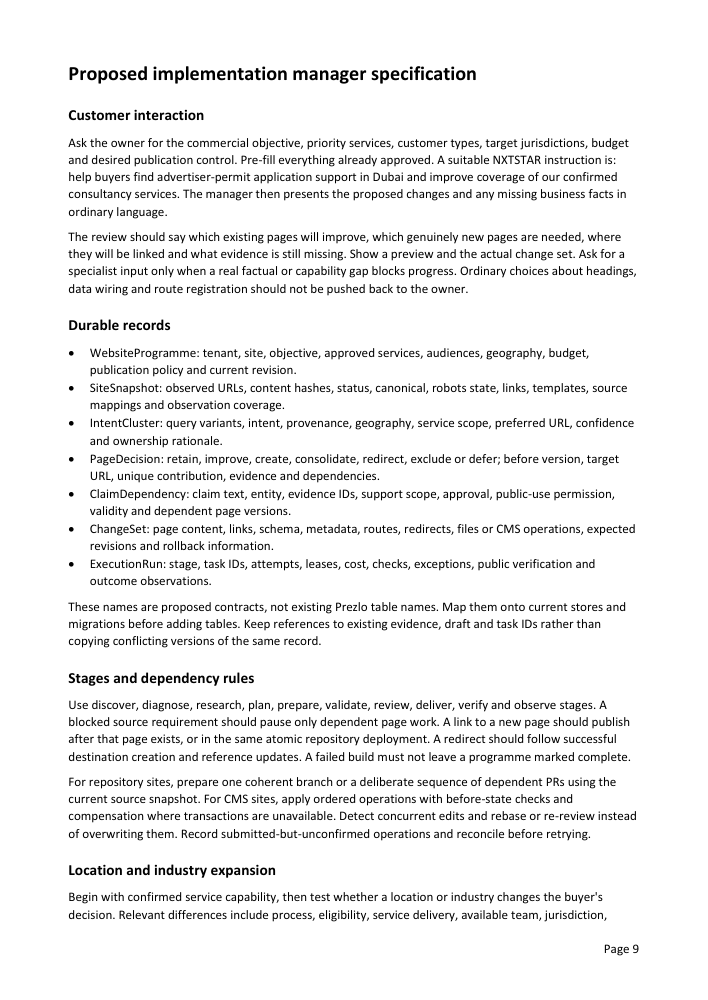 Proposed implementation manager specification
Customer interaction
Ask the owner for the commercial objective, priority services, customer types, target jurisdictions, budget
and desired publication control. Pre-fill everything already approved. A suitable NXTSTAR instruction is:
help buyers find advertiser-permit application support in Dubai and improve coverage of our confirmed
consultancy services. The manager then presents the proposed changes and any missing business facts in
ordinary language.
The review should say which existing pages will improve, which genuinely new pages are needed, where
they will be linked and what evidence is still missing. Show a preview and the actual change set. Ask for a
specialist input only when a real factual or capability gap blocks progress. Ordinary choices about headings,
data wiring and route registration should not be pushed back to the owner.
Durable records
• WebsiteProgramme: tenant, site, objective, approved services, audiences, geography, budget,
publication policy and current revision.
• SiteSnapshot: observed URLs, content hashes, status, canonical, robots state, links, templates, source
mappings and observation coverage.
• IntentCluster: query variants, intent, provenance, geography, service scope, preferred URL, confidence
and ownership rationale.
• PageDecision: retain, improve, create, consolidate, redirect, exclude or defer; before version, target
URL, unique contribution, evidence and dependencies.
• ClaimDependency: claim text, entity, evidence IDs, support scope, approval, public-use permission,
validity and dependent page versions.
• ChangeSet: page content, links, schema, metadata, routes, redirects, files or CMS operations, expected
revisions and rollback information.
• ExecutionRun: stage, task IDs, attempts, leases, cost, checks, exceptions, public verification and
outcome observations.
These names are proposed contracts, not existing Prezlo table names. Map them onto current stores and
migrations before adding tables. Keep references to existing evidence, draft and task IDs rather than
copying conflicting versions of the same record.
Stages and dependency rules
Use discover, diagnose, research, plan, prepare, validate, review, deliver, verify and observe stages. A
blocked source requirement should pause only dependent page work. A link to a new page should publish
after that page exists, or in the same atomic repository deployment. A redirect should follow successful
destination creation and reference updates. A failed build must not leave a programme marked complete.
For repository sites, prepare one coherent branch or a deliberate sequence of dependent PRs using the
current source snapshot. For CMS sites, apply ordered operations with before-state checks and
compensation where transactions are unavailable. Detect concurrent edits and rebase or re-review instead
of overwriting them. Record submitted-but-unconfirmed operations and reconcile before retrying.
Location and industry expansion
Begin with confirmed service capability, then test whether a location or industry changes the buyer's
decision. Relevant differences include process, eligibility, service delivery, available team, jurisdiction,
Page 9